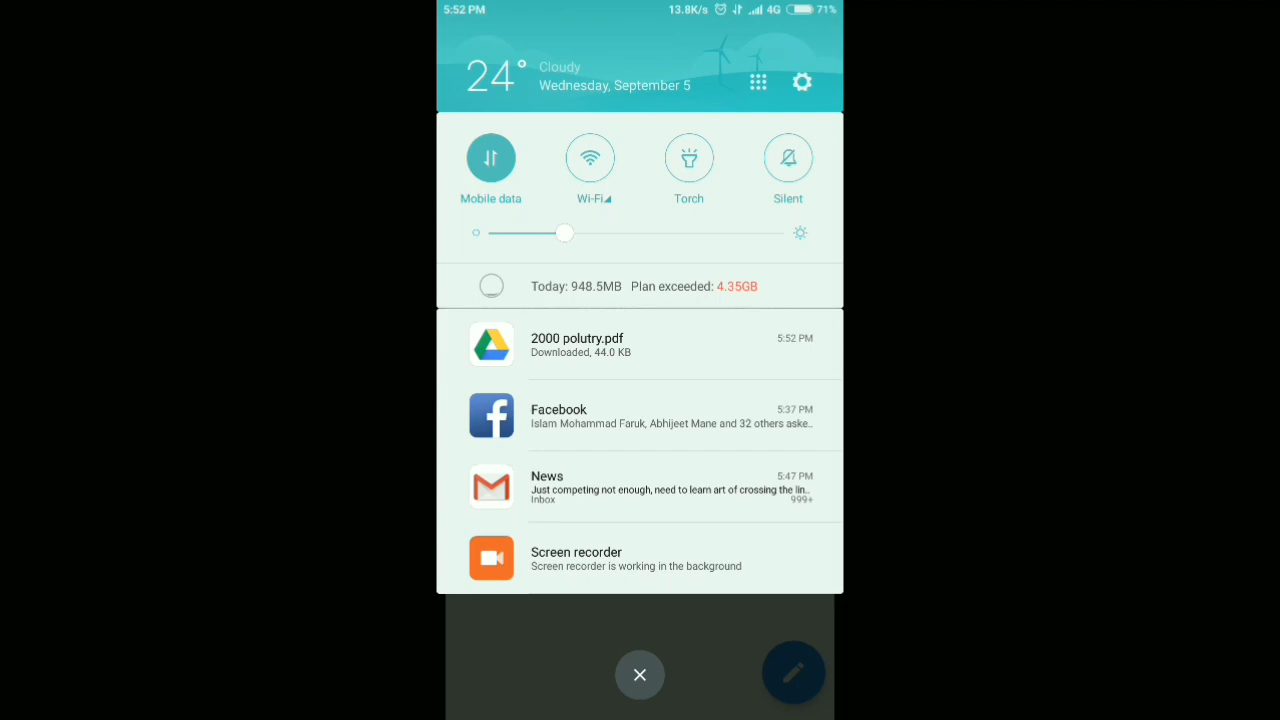 5:52 PM 13.8K/s 4G 71%
24° Cloudy
Wednesday, September 5
Mobile data Wi-Fi Torch Silent
Today: 948.5MB Plan exceeded: 4.35GB
2000 polutry.pdf 5:52 PM
Downloaded, 44.0 KB
Facebook 5:37 PM
Islam Mohammad Faruk, Abhijeet Mane and 32 others aske..
News 5:47 PM
Just competing not enough, need to learn art of crossing the lin..
Inbox 999+
Screen recorder
Screen recorder is working in the background